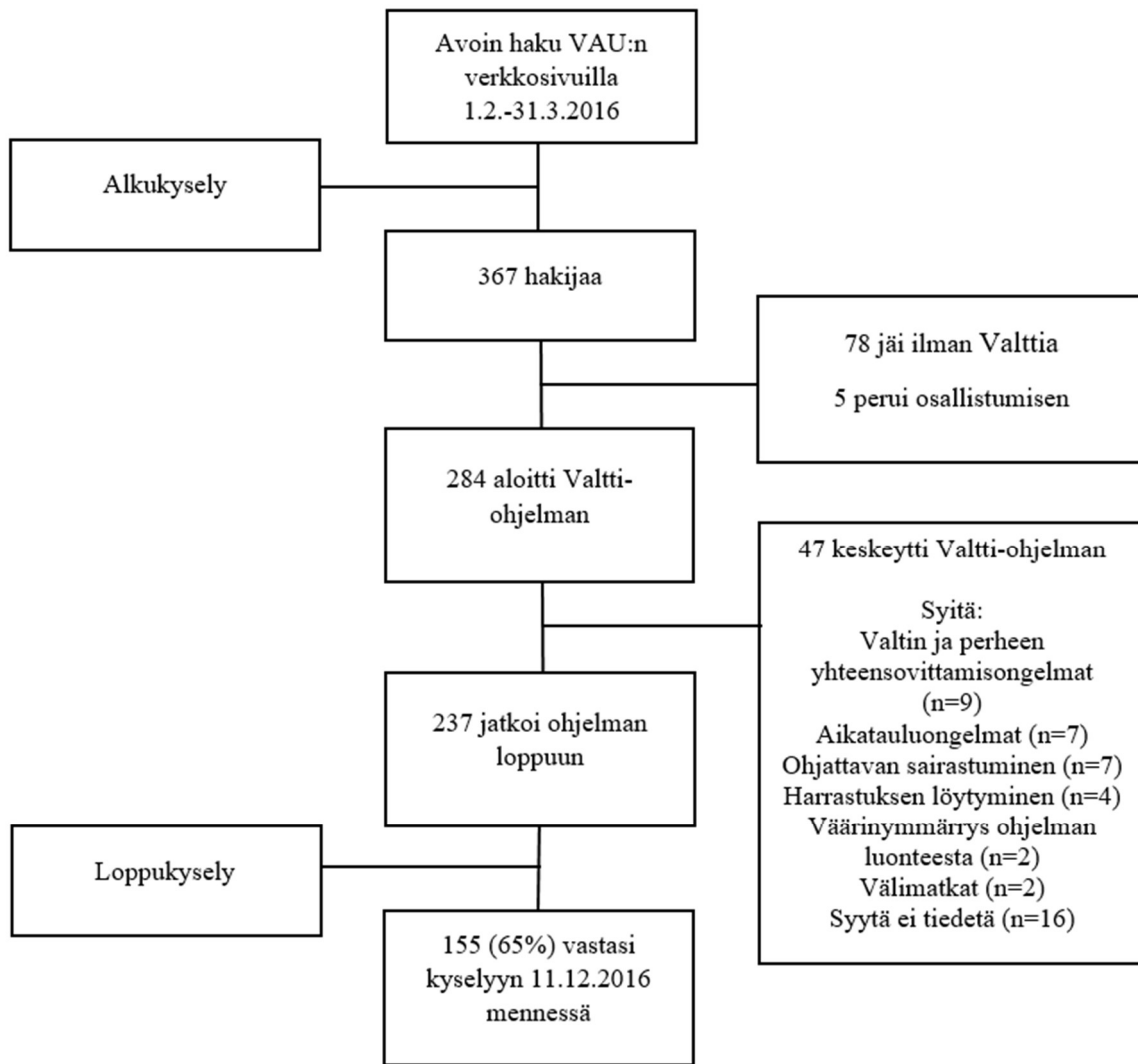 Avoin haku VAU:n
verkkosivuilla
1.2.-31.3.2016
Alkukysely
367 hakijaa
78 jäi ilman Valttia
5 perui osallistumisen
284 aloitti Valtti-
ohjelman
47 keskeytti Valtti-ohjelman
Syitä:
Valtin ja perheen
yhteensovittamisongelmat
(n=9)
Aikatauluongelmat (n=7)
Ohjattavan sairastuminen (n=7)
Harrastuksen löytyminen (n=4)
Väärinymmärrys ohjelman
luonteesta (n=2)
Välimatkat (n=2)
Syytä ei tiedetä (n=16)
237 jatkoi ohjelman
loppuun
Loppukysely
155 (65%) vastasi
kyselyyn 11.12.2016
mennessä